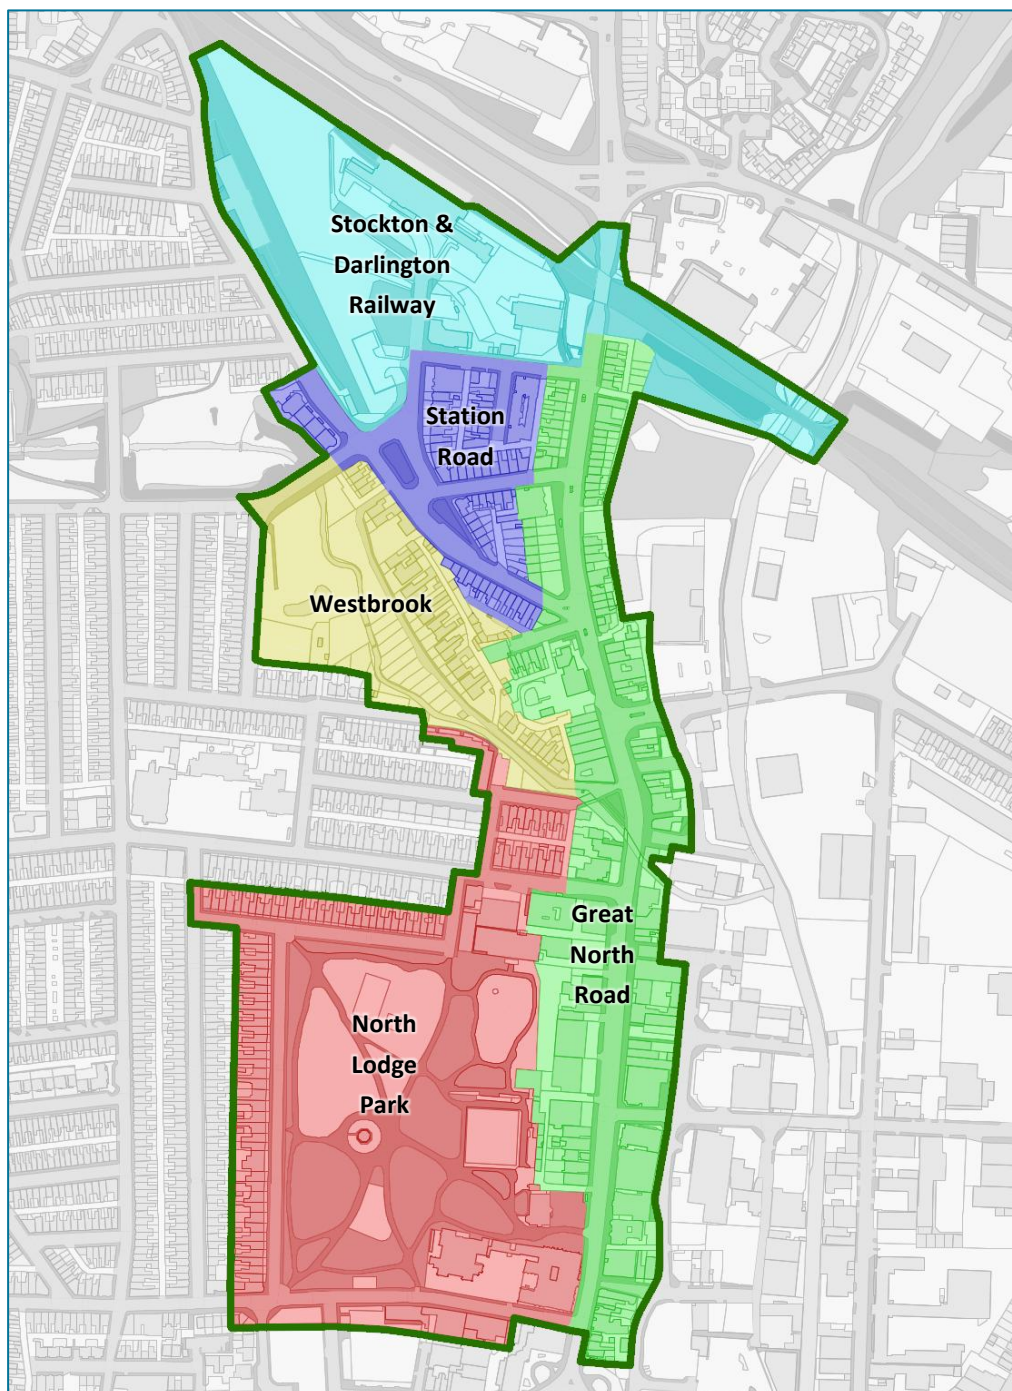 Stockton &
Darlington
Railway
Station
Road
Westbrook
Great
North
Road
North
Lodge
Park